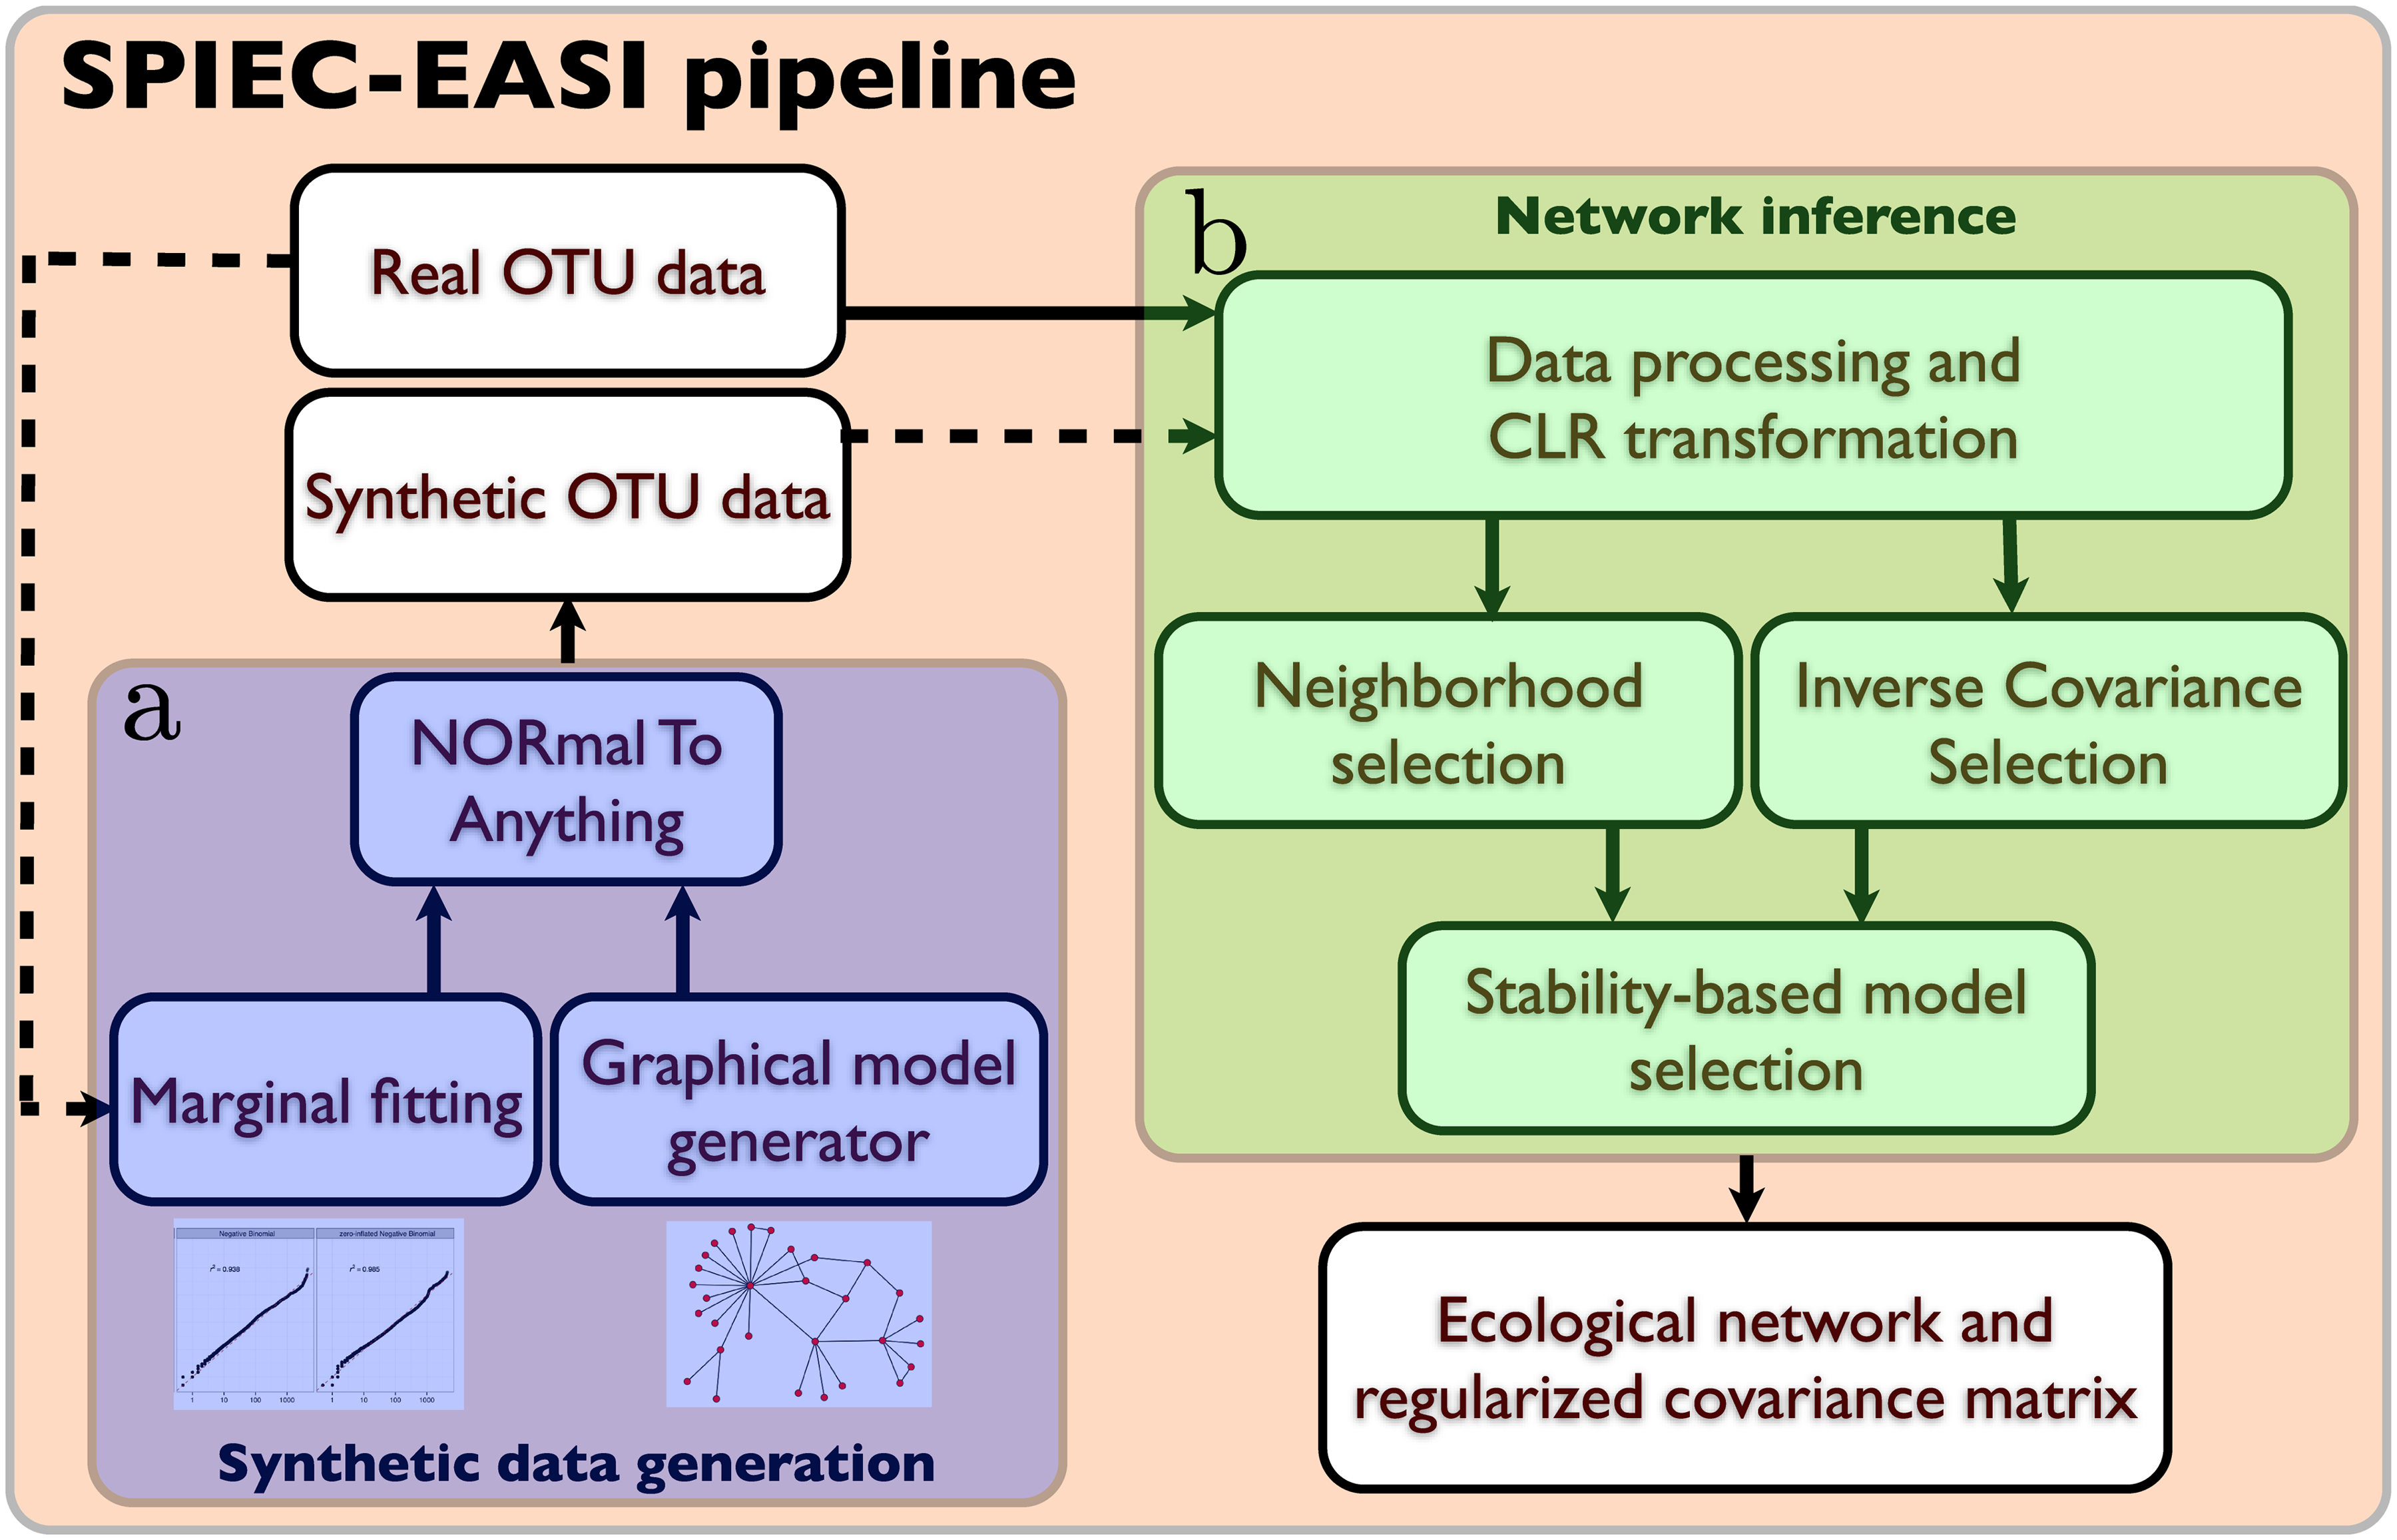 SPIEC-EASI pipeline
Real OTU data
Synthetic OTU data
a
NORmal To
Anything
Marginal fitting
Graphical model
generator
Negative Binomial
zero-inflated Negative Binomial
r² = 0.938
r² = 0.985
1 10 100 1000
1 10 100 1000
Synthetic data generation
b
Network inference
Data processing and
CLR transformation
Neighborhood
selection
Inverse Covariance
Selection
Stability-based model
selection
Ecological network and
regularized covariance matrix